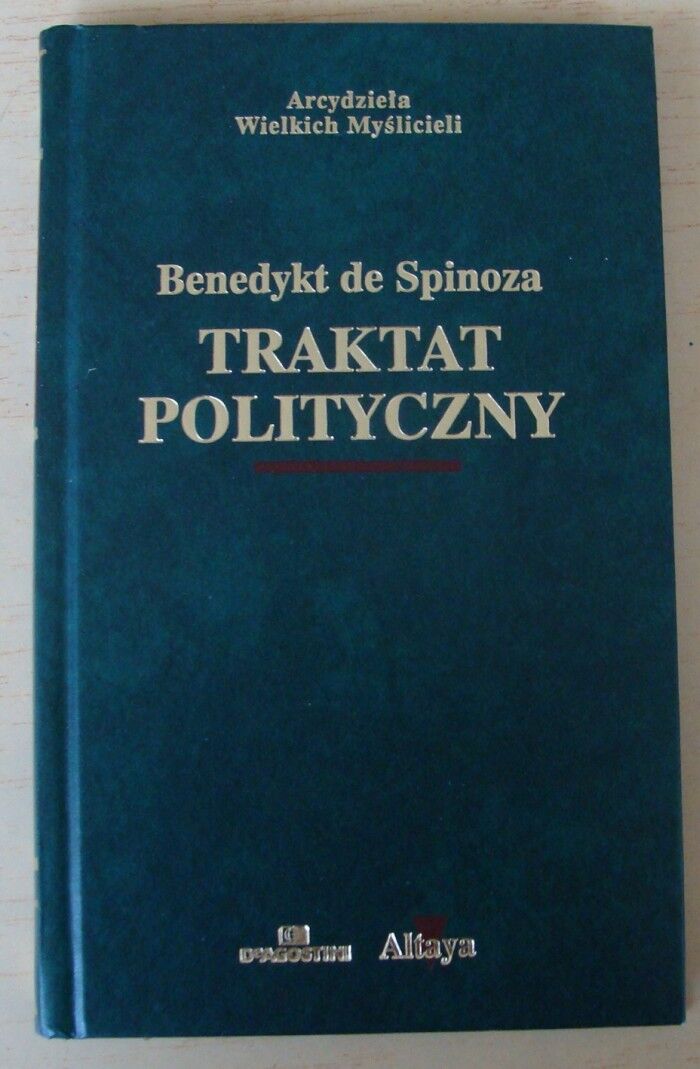 Arcydzieła
Wielkich Myślicieli
Benedykt de Spinoza
TRAKTAT
POLITYCZNY
DeAGOSTINI Altaya